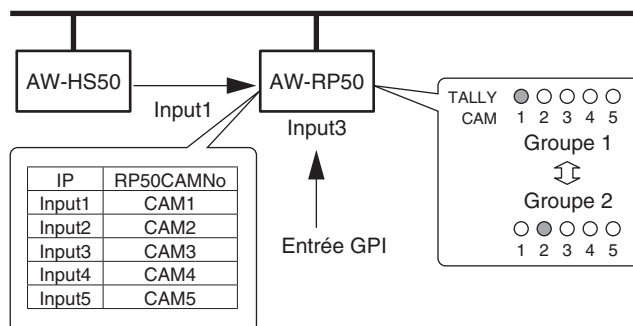 AW-HS50
AW-RP50
Input1
Input3
Entrée GPI
IP RP50CAMNo
Input1 CAM1
Input2 CAM2
Input3 CAM3
Input4 CAM4
Input5 CAM5
TALLY
CAM 1 2 3 4 5
Groupe 1
Groupe 2
1 2 3 4 5